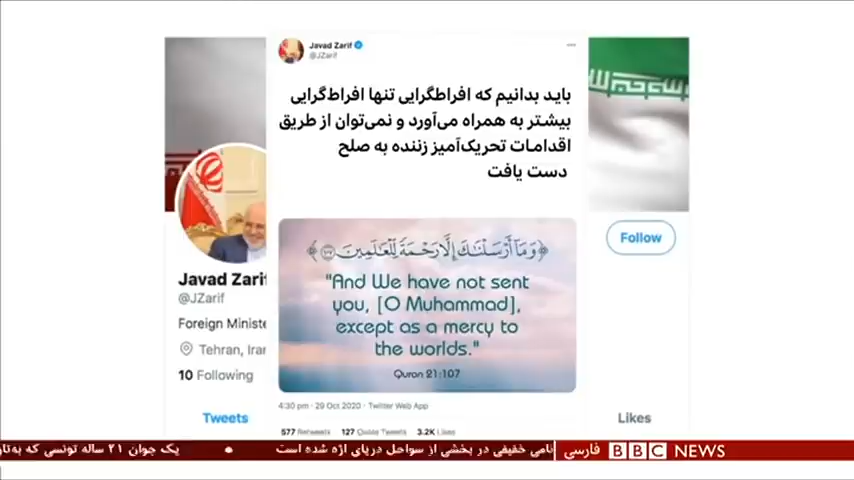 Javad Zarif
@JZarif
باید بدانیم که افراطگرایی تنها افراط‌گرایی
بیشتر به همراه می‌آورد و نمی‌توان از طریق
اقدامات تحریک‌آمیز زننده به صلح
دست یافت
وَمَآ أَرْسَلْنَٰكَ إِلَّا رَحْمَةً لِّلْعَٰلَمِينَ
"And We have not sent
you, [O Muhammad],
except as a mercy to
the worlds."
Quran 21:107
4:30 pm · 29 Oct 2020 · Twitter Web App
577 Retweets 127 Quote Tweets 3.2K Likes
Javad Zarif
@JZarif
Foreign Ministe
Tehran, Iran
10 Following
Tweets
Follow
Likes
یک جوان ۲۱ ساله تونسی که به‌تاز
نامی خفیفی در بخشی از سواحل دریای اژه شده است
BBC NEWS فارسی